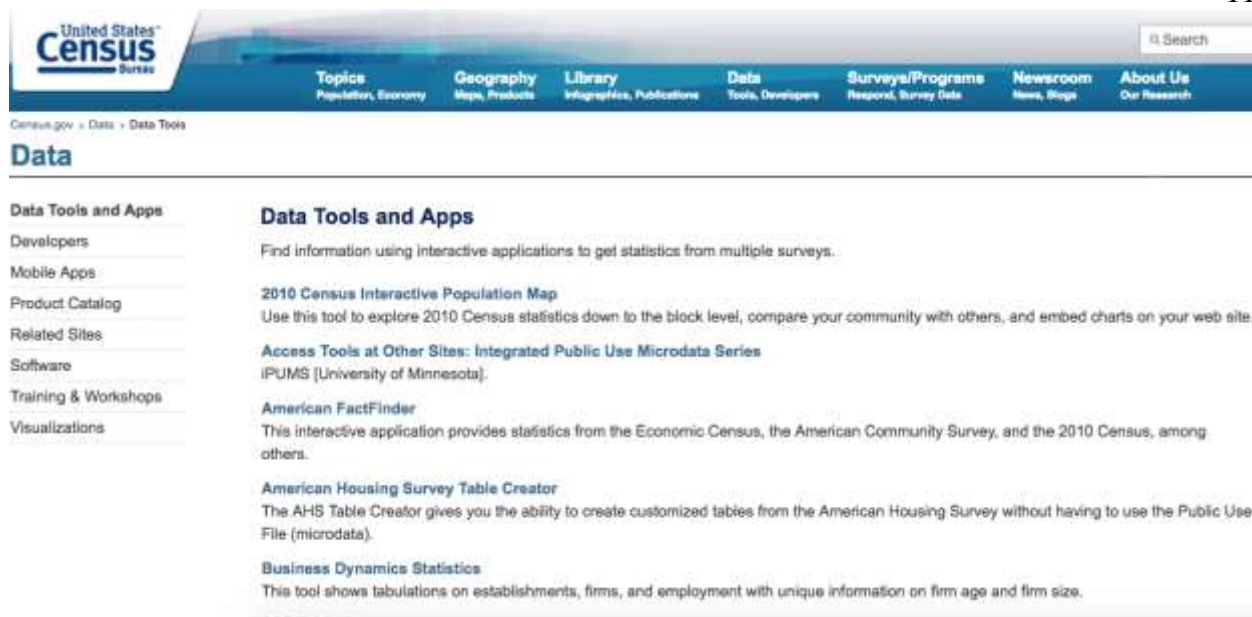 United States®
Census
Bureau
Search
Topics
Population, Economy
Geography
Maps, Products
Library
Infographics, Publications
Data
Tools, Developers
Surveys/Programs
Respond, Survey Data
Newsroom
News, Blogs
About Us
Our Research
Census.gov › Data › Data Tools
Data
Data Tools and Apps
Developers
Mobile Apps
Product Catalog
Related Sites
Software
Training & Workshops
Visualizations
Data Tools and Apps
Find information using interactive applications to get statistics from multiple surveys.
2010 Census Interactive Population Map
Use this tool to explore 2010 Census statistics down to the block level, compare your community with others, and embed charts on your web site.
Access Tools at Other Sites: Integrated Public Use Microdata Series
iPUMS [University of Minnesota].
American FactFinder
This interactive application provides statistics from the Economic Census, the American Community Survey, and the 2010 Census, among
others.
American Housing Survey Table Creator
The AHS Table Creator gives you the ability to create customized tables from the American Housing Survey without having to use the Public Use
File (microdata).
Business Dynamics Statistics
This tool shows tabulations on establishments, firms, and employment with unique information on firm age and firm size.